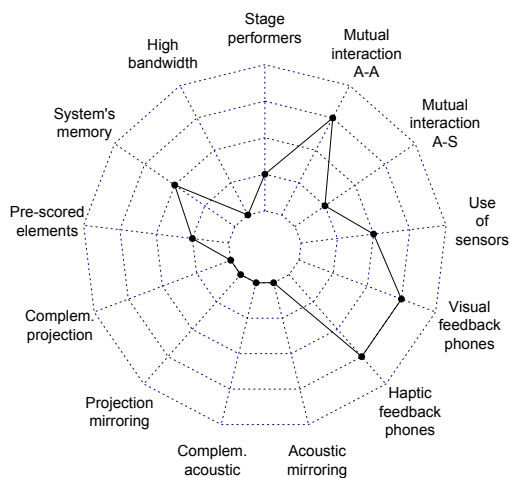 Stage
performers
Mutual
interaction
A-A
Mutual
interaction
A-S
Use
of
sensors
Visual
feedback
phones
Haptic
feedback
phones
Acoustic
mirroring
Complem.
acoustic
Projection
mirroring
Complem.
projection
Pre-scored
elements
System's
memory
High
bandwidth